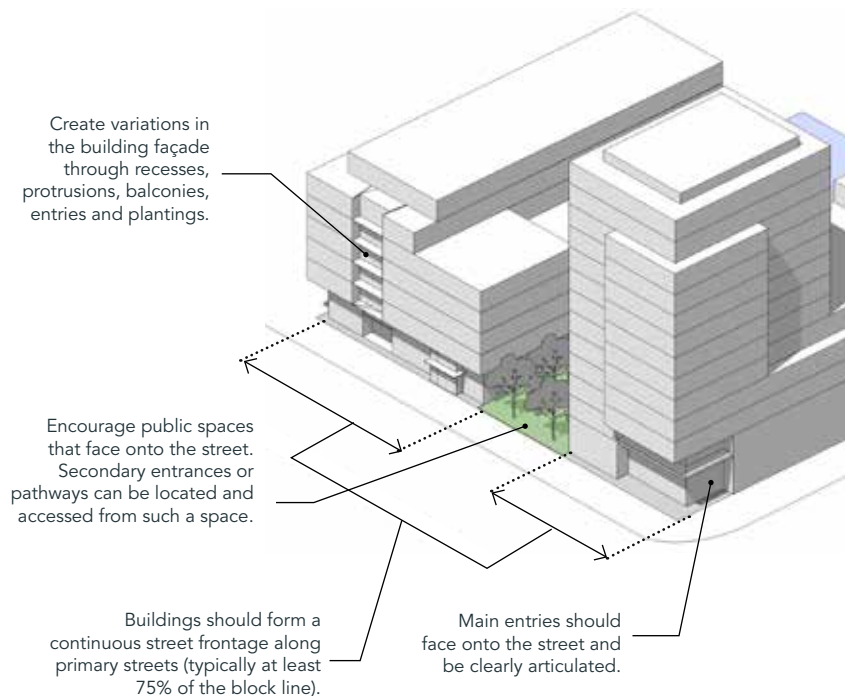 Create variations in
the building façade
through recesses,
protrusions, balconies,
entries and plantings.
Encourage public spaces
that face onto the street.
Secondary entrances or
pathways can be located and
accessed from such a space.
Buildings should form a
continuous street frontage along
primary streets (typically at least
75% of the block line).
Main entries should
face onto the street and
be clearly articulated.